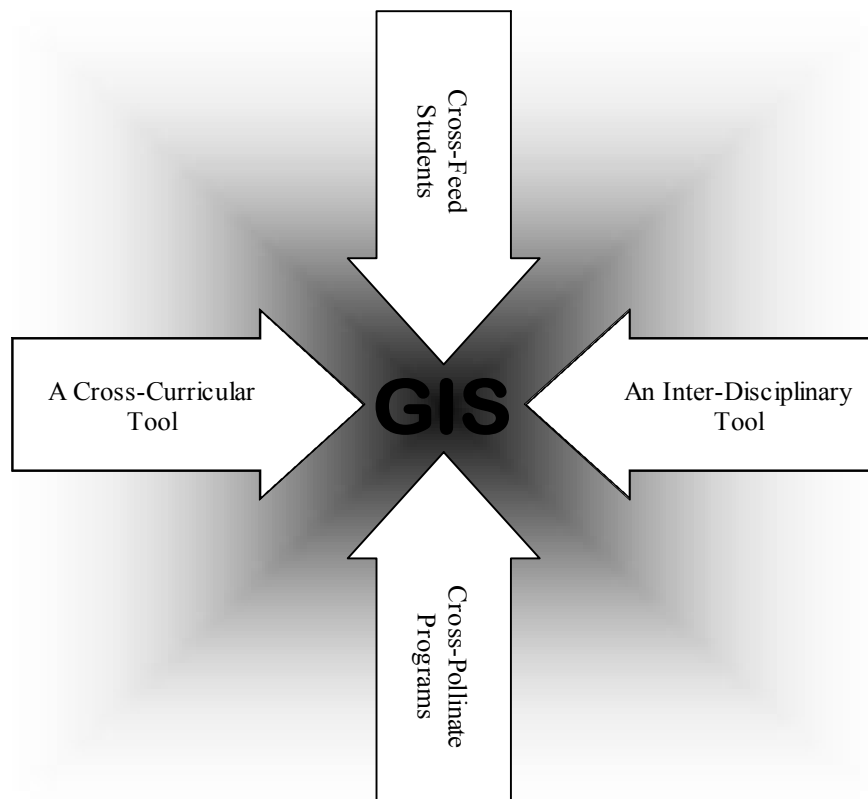 Cross-Feed
Students
A Cross-Curricular
Tool
GIS
An Inter-Disciplinary
Tool
Cross-Pollinate
Programs